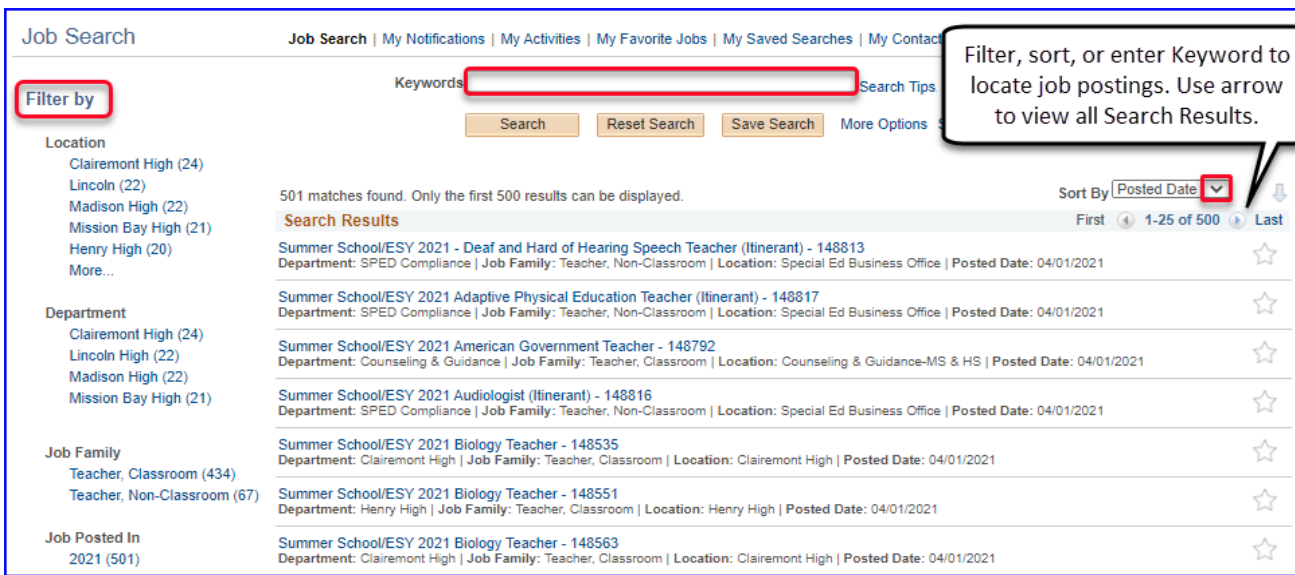 Job Search
Job Search | My Notifications | My Activities | My Favorite Jobs | My Saved Searches | My Contact
Filter, sort, or enter Keyword to
locate job postings. Use arrow
to view all Search Results.
Keywords
Search Tips
Filter by
Search Reset Search Save Search More Options
Location
Clairemont High (24)
Lincoln (22)
Madison High (22)
Mission Bay High (21)
Henry High (20)
More...
Department
Clairemont High (24)
Lincoln High (22)
Madison High (22)
Mission Bay High (21)
Job Family
Teacher, Classroom (434)
Teacher, Non-Classroom (67)
Job Posted In
2021 (501)
501 matches found. Only the first 500 results can be displayed.
Sort By Posted Date
Search Results
First 1-25 of 500 Last
Summer School/ESY 2021 - Deaf and Hard of Hearing Speech Teacher (Itinerant) - 148813
Department: SPED Compliance | Job Family: Teacher, Non-Classroom | Location: Special Ed Business Office | Posted Date: 04/01/2021
Summer School/ESY 2021 Adaptive Physical Education Teacher (Itinerant) - 148817
Department: SPED Compliance | Job Family: Teacher, Non-Classroom | Location: Special Ed Business Office | Posted Date: 04/01/2021
Summer School/ESY 2021 American Government Teacher - 148792
Department: Counseling & Guidance | Job Family: Teacher, Classroom | Location: Counseling & Guidance-MS & HS | Posted Date: 04/01/2021
Summer School/ESY 2021 Audiologist (Itinerant) - 148816
Department: SPED Compliance | Job Family: Teacher, Non-Classroom | Location: Special Ed Business Office | Posted Date: 04/01/2021
Summer School/ESY 2021 Biology Teacher - 148535
Department: Clairemont High | Job Family: Teacher, Classroom | Location: Clairemont High | Posted Date: 04/01/2021
Summer School/ESY 2021 Biology Teacher - 148551
Department: Henry High | Job Family: Teacher, Classroom | Location: Henry High | Posted Date: 04/01/2021
Summer School/ESY 2021 Biology Teacher - 148563
Department: Clairemont High | Job Family: Teacher, Classroom | Location: Clairemont High | Posted Date: 04/01/2021